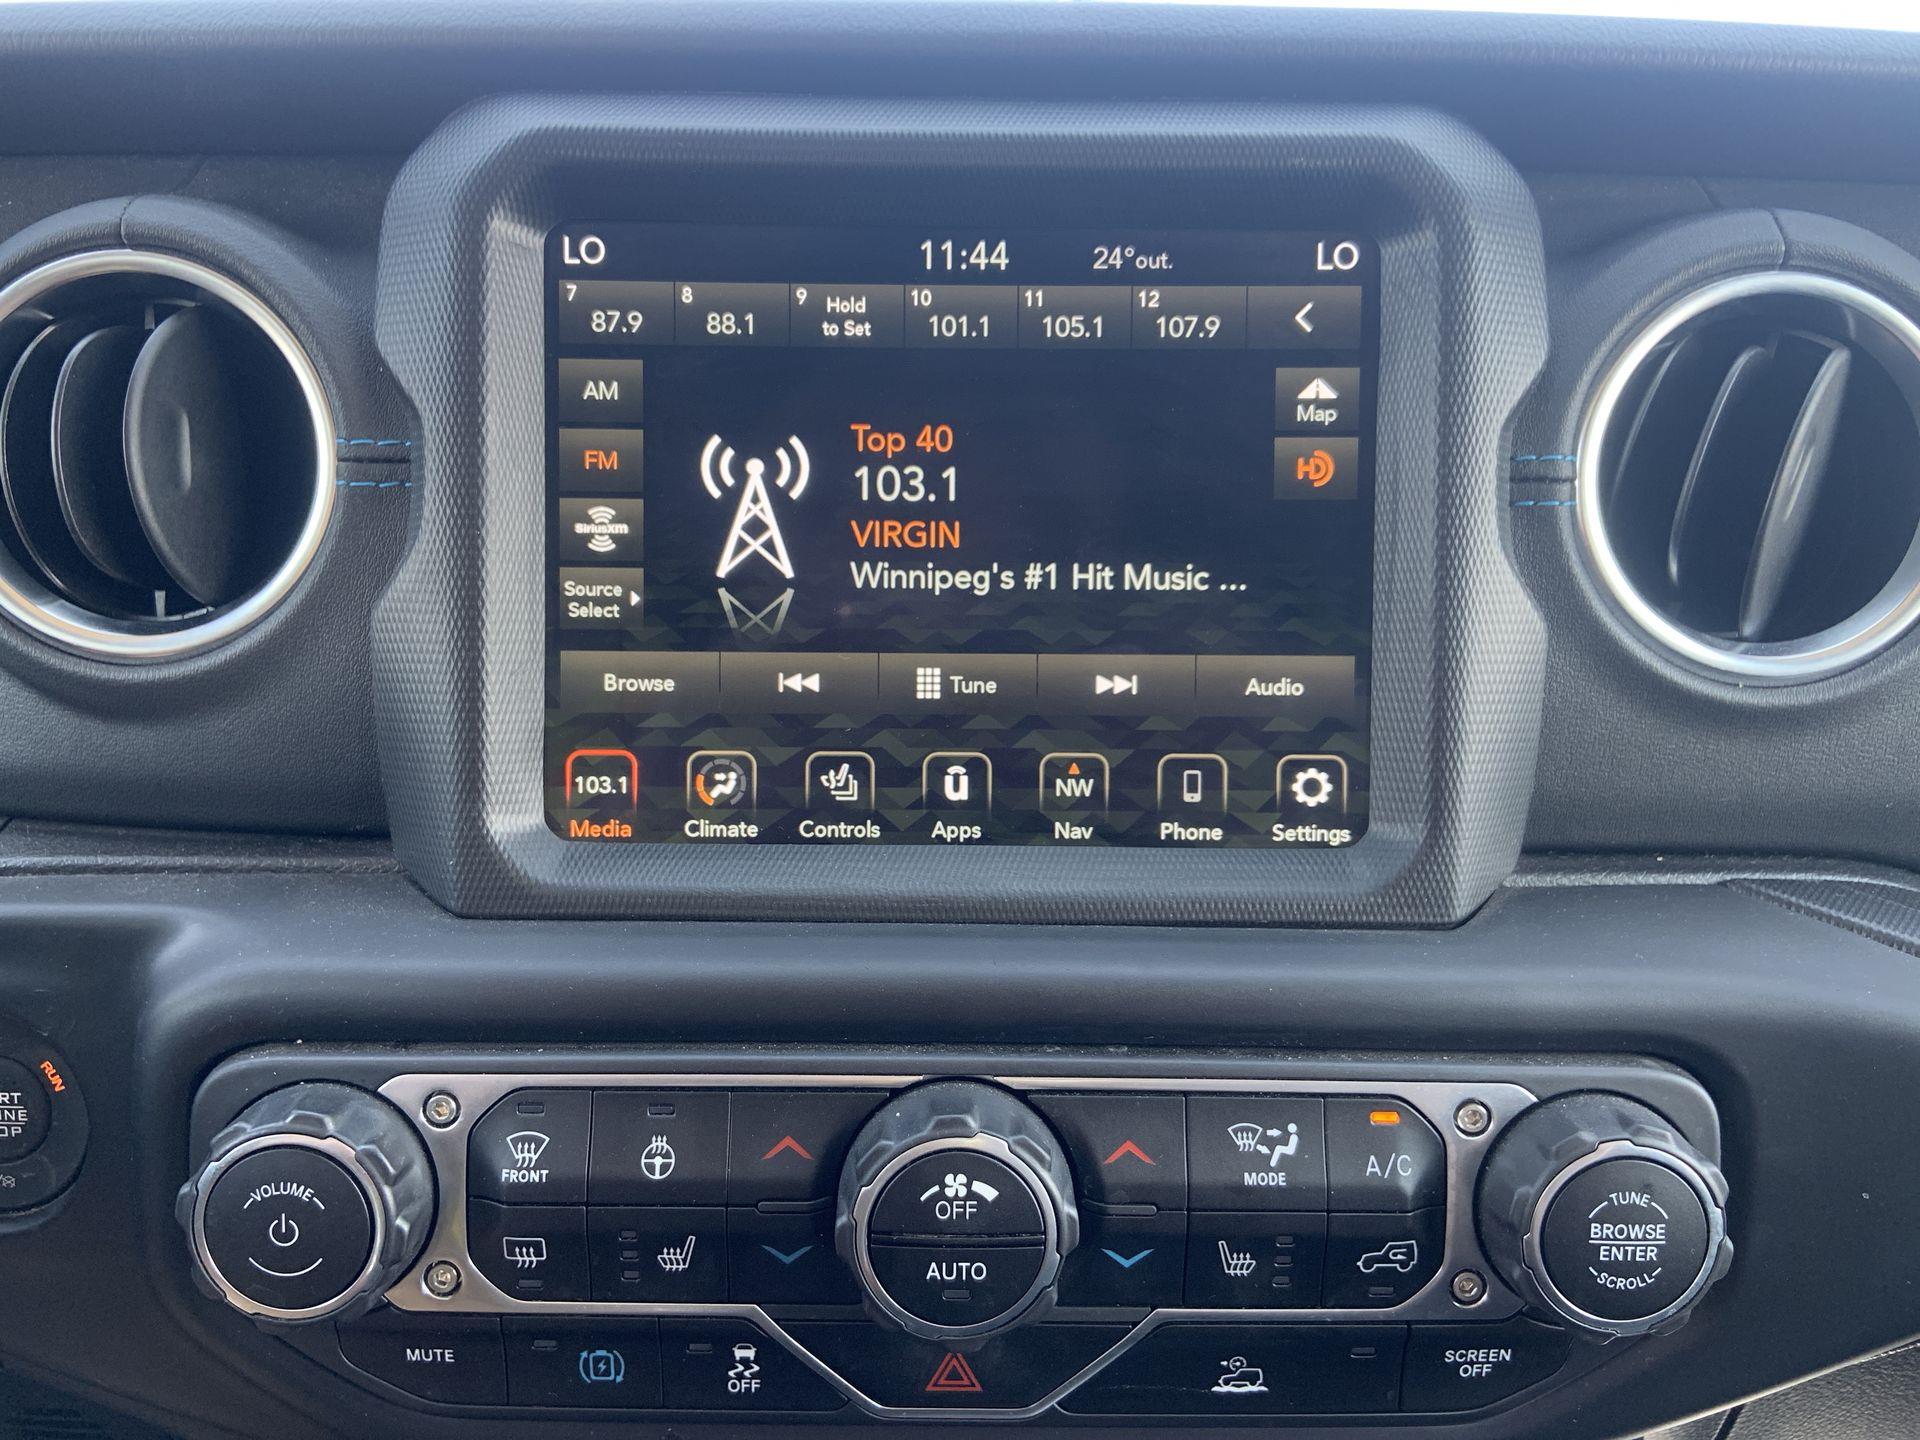 LO
11:44
24°out.
LO
7
87.9
8
88.1
9
Hold
to Set
10
101.1
11
105.1
12
107.9
AM
FM
SiriusXM
Source
Select
Top 40
103.1
VIRGIN
Winnipeg's #1 Hit Music ...
Map
HD
Browse
Tune
Audio
103.1
Media
Climate
Controls
Apps
NW
Nav
Phone
Settings
RUN
VOLUME
FRONT
OFF
AUTO
MODE
A/C
TUNE
BROWSE
ENTER
SCROLL
MUTE
OFF
SCREEN
OFF